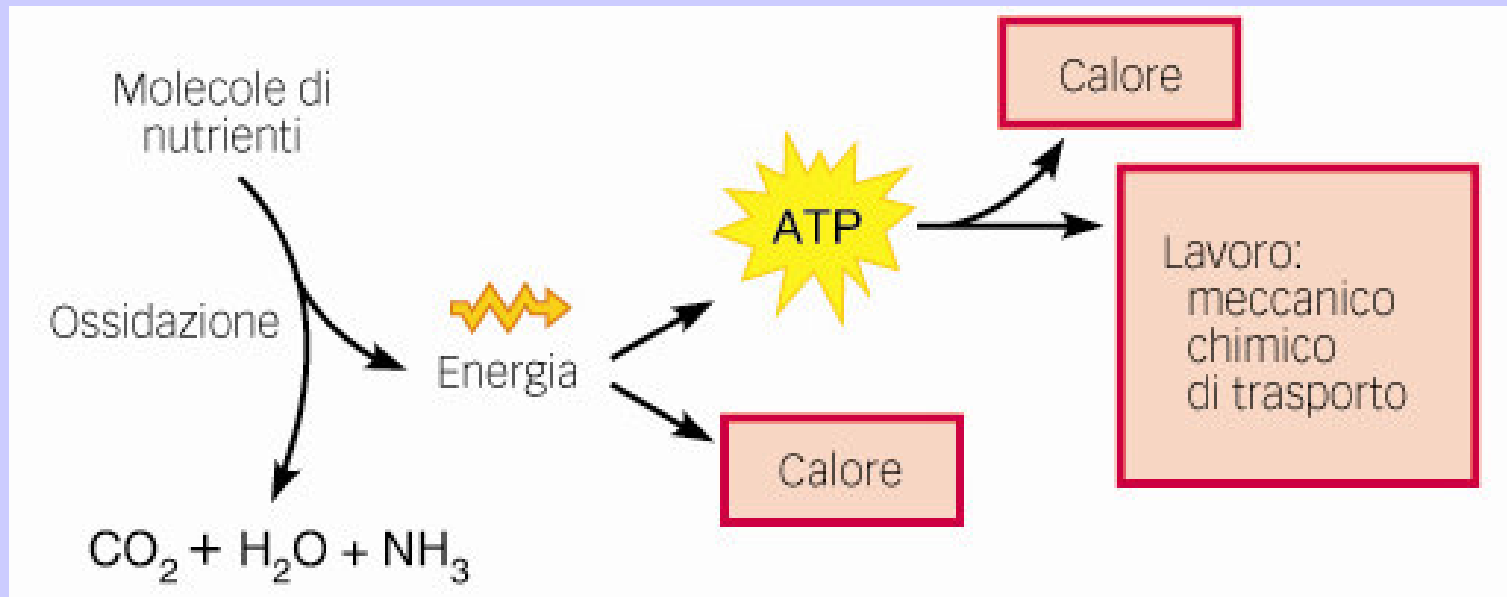 Molecole di
nutrienti
Ossidazione
CO₂ + H₂O + NH₃
Energia
ATP
Calore
Calore
Lavoro:
meccanico
chimico
di trasporto